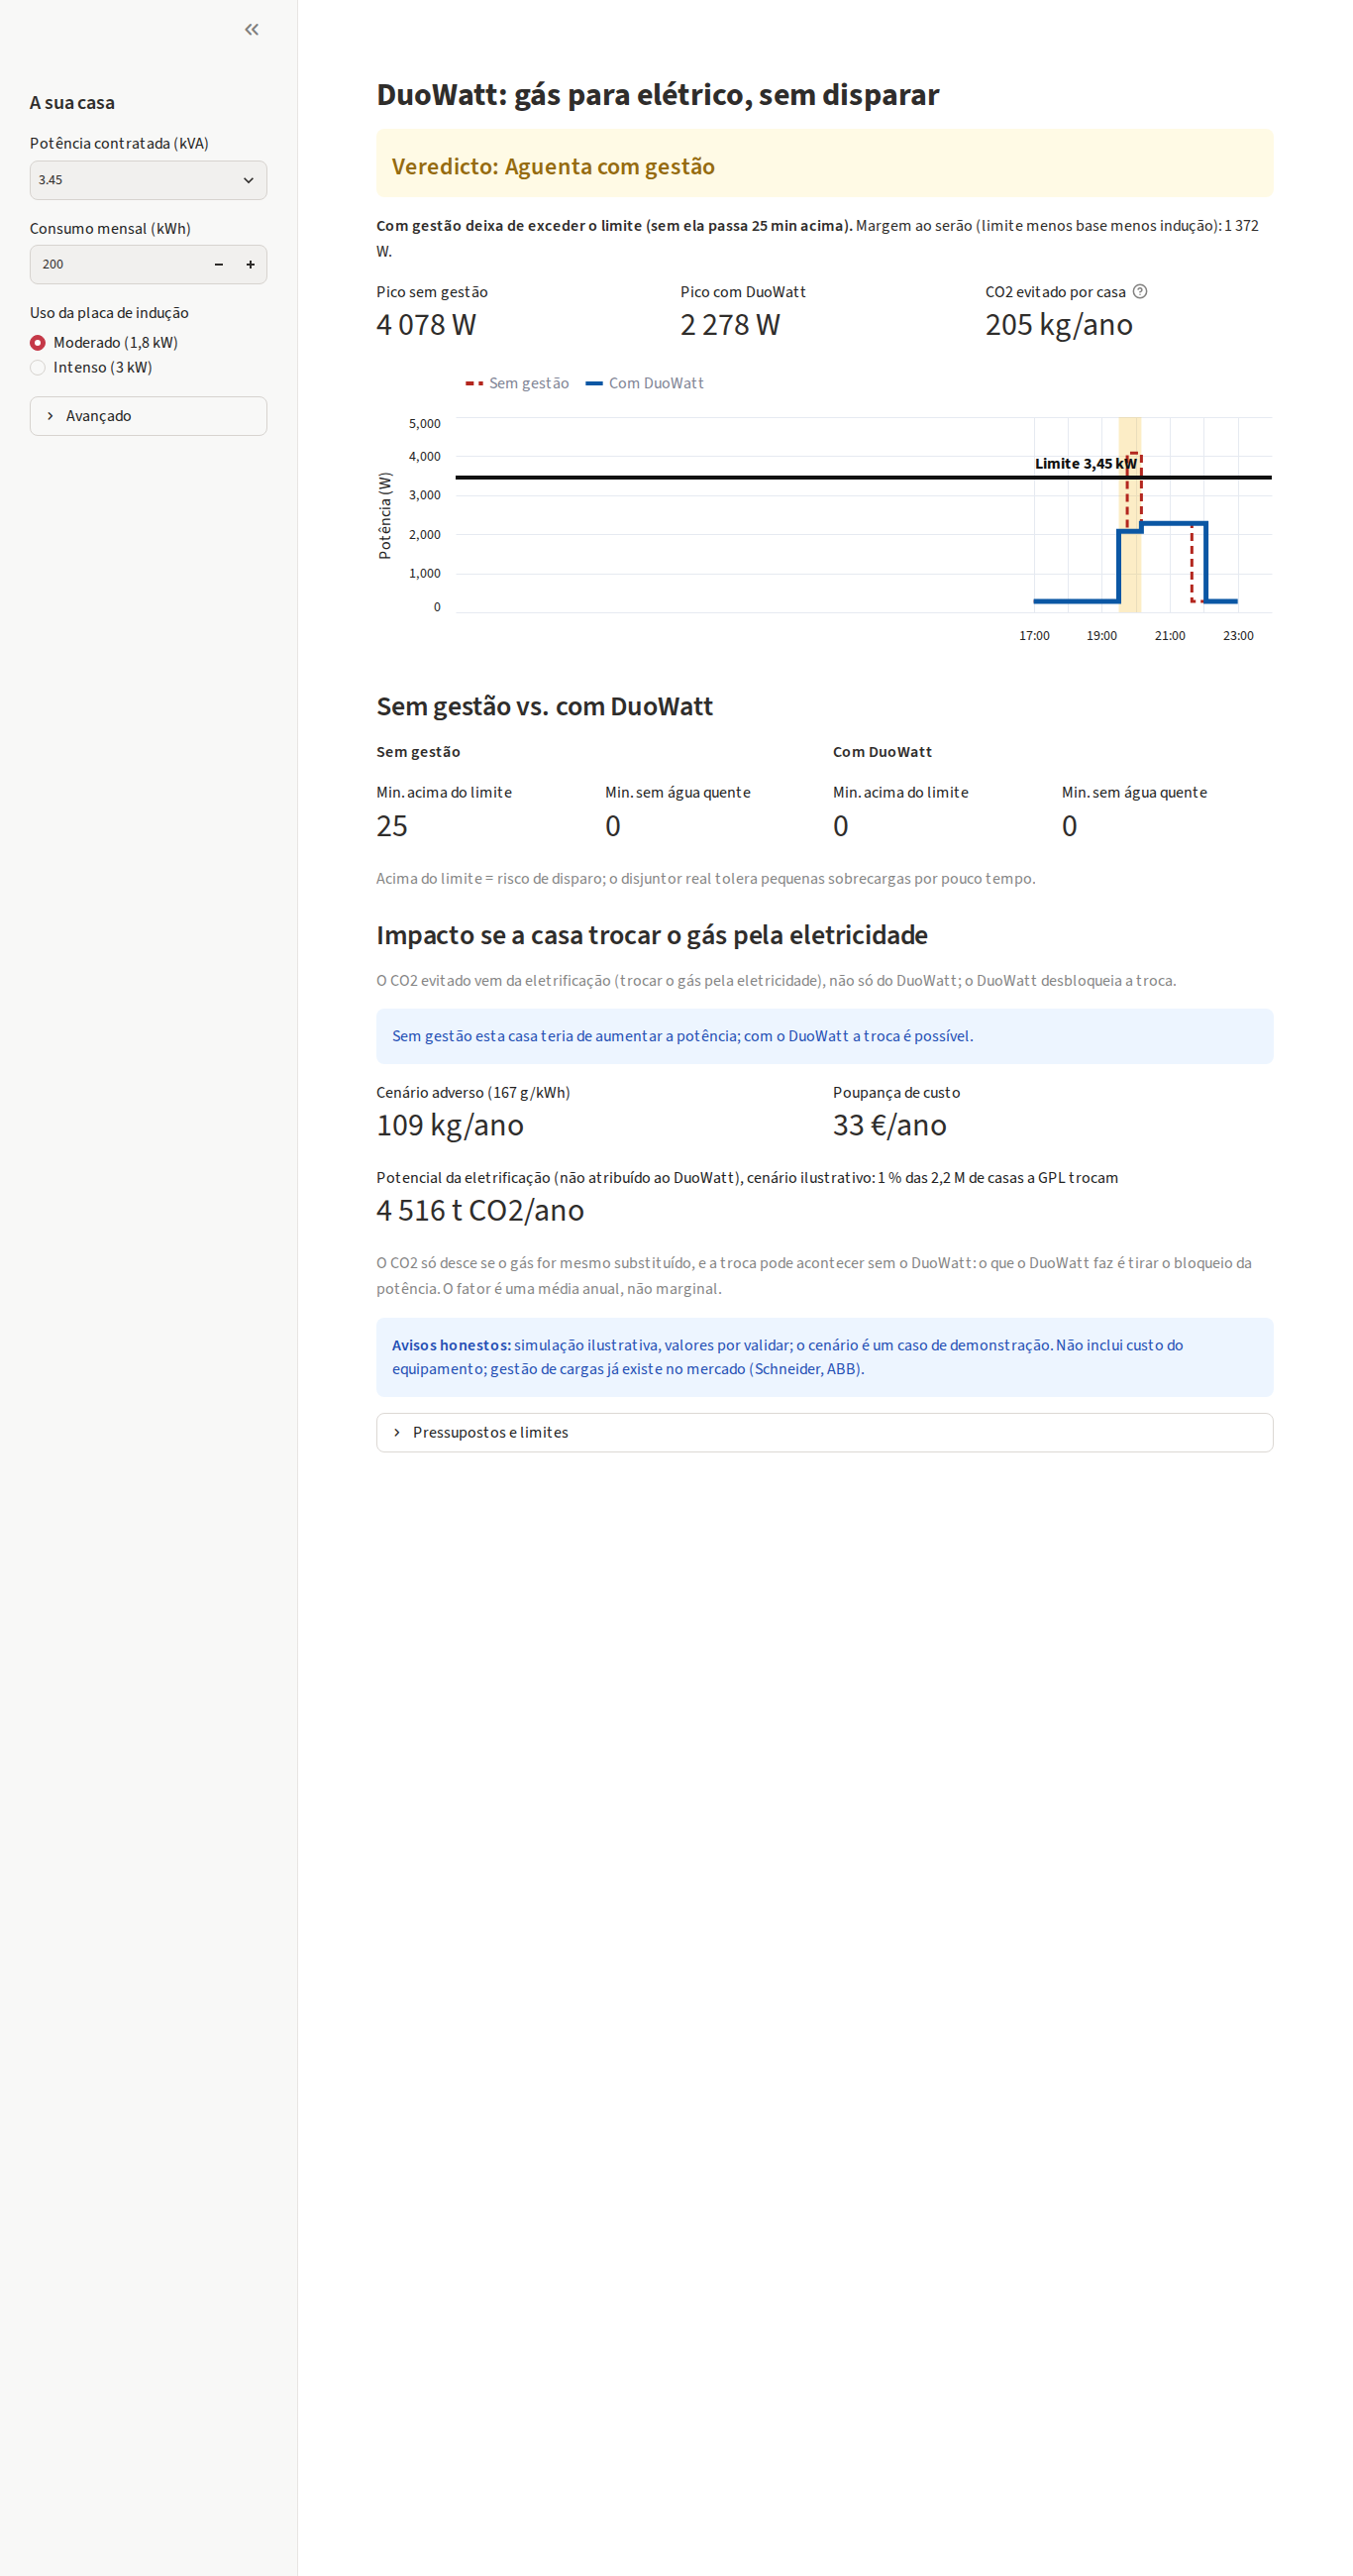 A sua casa
Potência contratada (kVA)
3.45
Consumo mensal (kWh)
200
Uso da placa de indução
Moderado (1,8 kW)
Intenso (3 kW)
Avançado
DuoWatt: gás para elétrico, sem disparar
Veredicto: Aguenta com gestão
Com gestão deixa de exceder o limite (sem ela passa 25 min acima). Margem ao serão (limite menos base menos indução): 1 372
W.
Pico sem gestão
4 078 W
Pico com DuoWatt
2 278 W
CO2 evitado por casa
205 kg/ano
Sem gestão
Com DuoWatt
Potência (W)
5,000
4,000
3,000
2,000
1,000
0
Limite 3,45 kW
17:00
19:00
21:00
23:00
Sem gestão vs. com DuoWatt
Sem gestão
Com DuoWatt
Min. acima do limite
25
Min. sem água quente
0
Min. acima do limite
0
Min. sem água quente
0
Acima do limite = risco de disparo; o disjuntor real tolera pequenas sobrecargas por pouco tempo.
Impacto se a casa trocar o gás pela eletricidade
O CO2 evitado vem da eletrificação (trocar o gás pela eletricidade), não só do DuoWatt; o DuoWatt desbloqueia a troca.
Sem gestão esta casa teria de aumentar a potência; com o DuoWatt a troca é possível.
Cenário adverso (167 g/kWh)
109 kg/ano
Poupança de custo
33 €/ano
Potencial da eletrificação (não atribuído ao DuoWatt), cenário ilustrativo: 1 % das 2,2 M de casas a GPL trocam
4 516 t CO2/ano
O CO2 só desce se o gás for mesmo substituído, e a troca pode acontecer sem o DuoWatt: o que o DuoWatt faz é tirar o bloqueio da
potência. O fator é uma média anual, não marginal.
Avisos honestos: simulação ilustrativa, valores por validar; o cenário é um caso de demonstração. Não inclui custo do
equipamento; gestão de cargas já existe no mercado (Schneider, ABB).
Pressupostos e limites